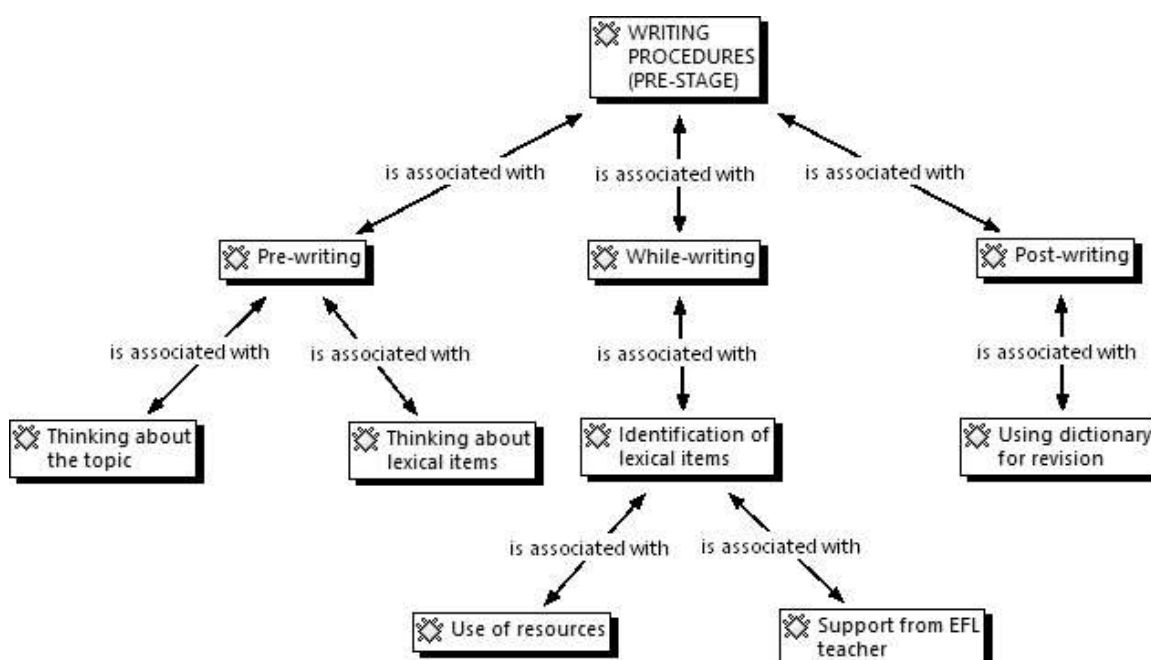 WRITING
PROCEDURES
(PRE-STAGE)
is associated with
is associated with
is associated with
Pre-writing
While-writing
Post-writing
is associated with
is associated with
is associated with
is associated with
Thinking about
the topic
Thinking about
lexical items
Identification of
lexical items
Using dictionary
for revision
is associated with
is associated with
Use of resources
Support from EFL
teacher